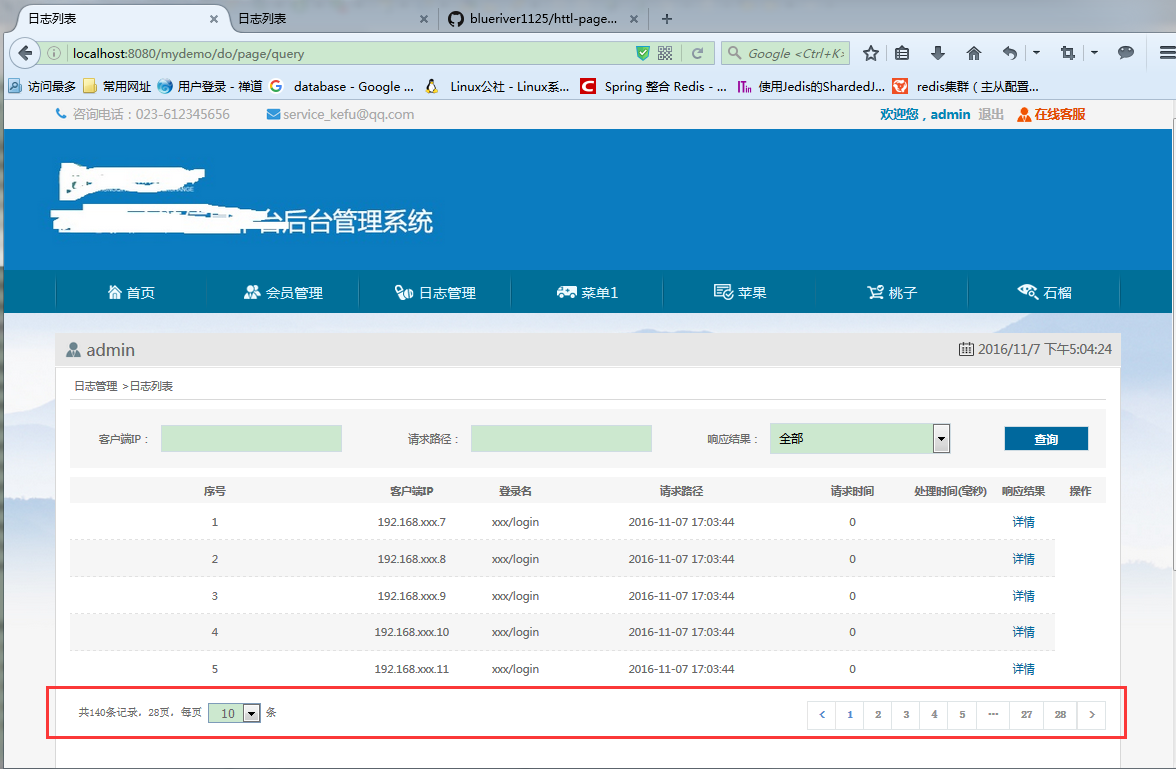 日志列表 日志列表 blueriver1125/httl-page...
localhost:8080/mydemo/do/page/query Google <Ctrl+K>
访问最多 常用网址 用户登录 - 禅道 database - Google ... Linux公社 - Linux系... Spring 整合 Redis - ... 使用Jedis的ShardedJ... redis集群（主从配置...
咨询电话：023-612345656 service_kefu@qq.com 欢迎您，admin 退出 在线客服
台后台管理系统
首页 会员管理 日志管理 菜单1 苹果 桃子 石榴
admin 2016/11/7 下午5:04:24
日志管理 >日志列表
客户端IP： 请求路径： 响应结果： 全部 查询
序号 客户端IP 登录名 请求路径 请求时间 处理时间(毫秒) 响应结果 操作
1 192.168.xxx.7 xxx/login 2016-11-07 17:03:44 0 详情
2 192.168.xxx.8 xxx/login 2016-11-07 17:03:44 0 详情
3 192.168.xxx.9 xxx/login 2016-11-07 17:03:44 0 详情
4 192.168.xxx.10 xxx/login 2016-11-07 17:03:44 0 详情
5 192.168.xxx.11 xxx/login 2016-11-07 17:03:44 0 详情
共140条记录，28页，每页 10 条 < 1 2 3 4 5 ... 27 28 >